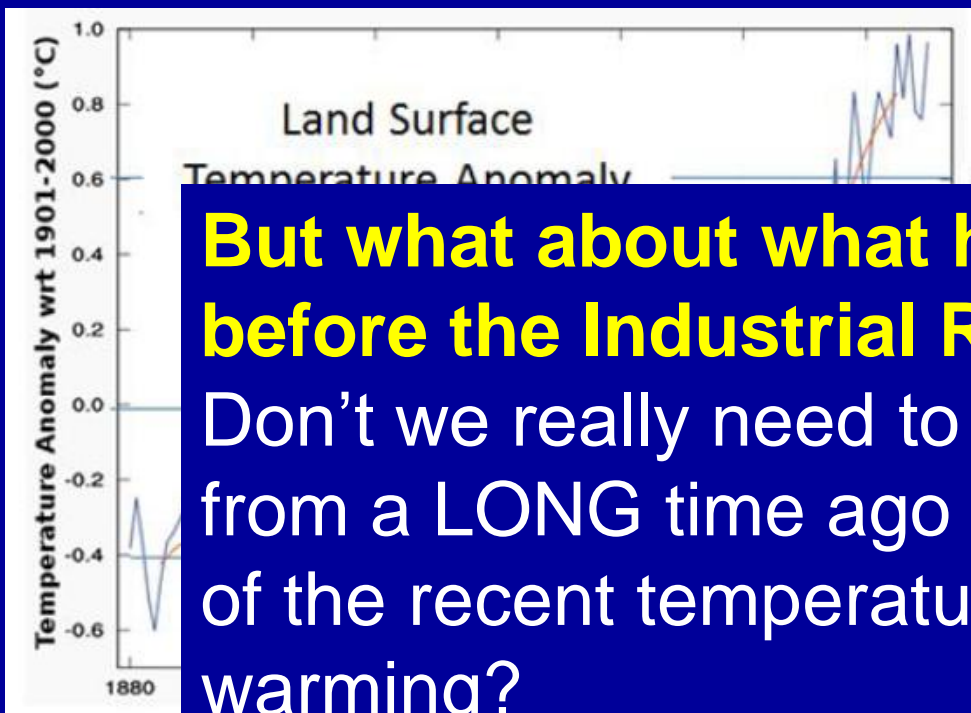 Temperature Anomaly wrt 1901-2000 (°C)
1.0
0.8
0.6
0.4
0.2
0.0
-0.2
-0.4
-0.6
1880
Land Surface
Temperature Anomaly
But what about what
before the Industrial
Don’t we really need to
from a LONG time ago
of the recent
warming?